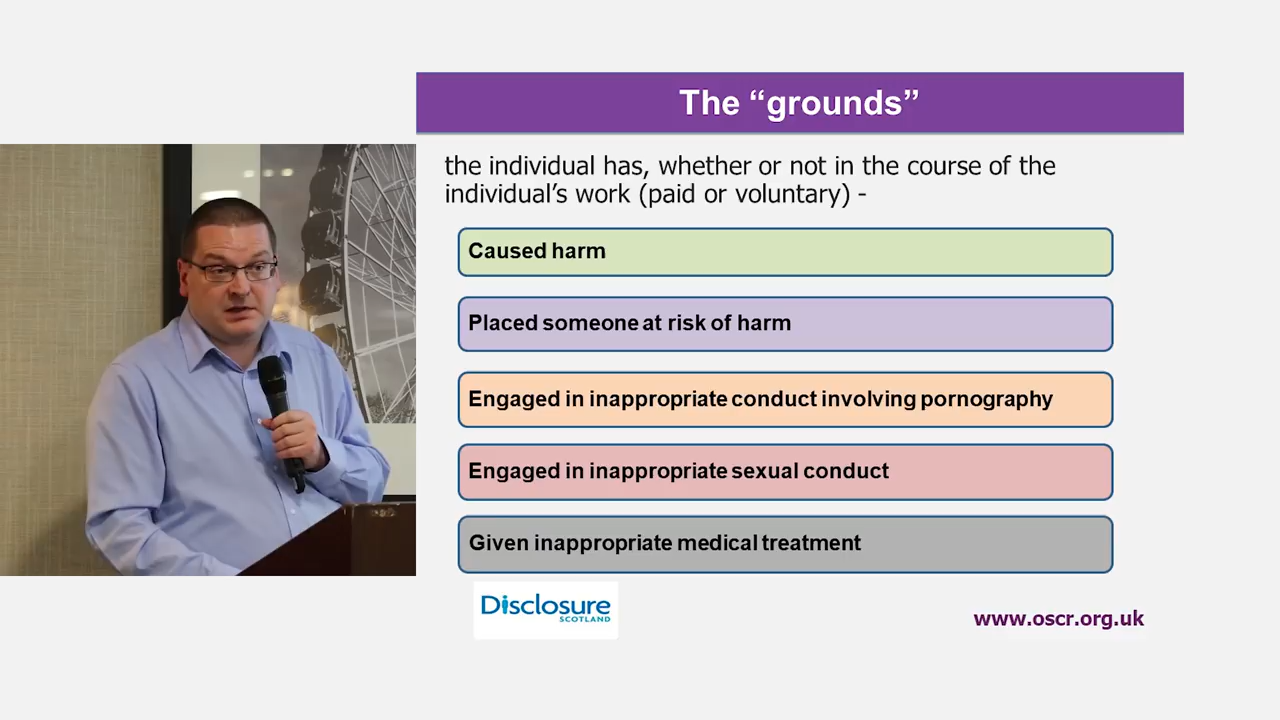 The “grounds”
the individual has, whether or not in the course of the
individual’s work (paid or voluntary) -
Caused harm
Placed someone at risk of harm
Engaged in inappropriate conduct involving pornography
Engaged in inappropriate sexual conduct
Given inappropriate medical treatment
Disclosure
SCOTLAND
www.oscr.org.uk